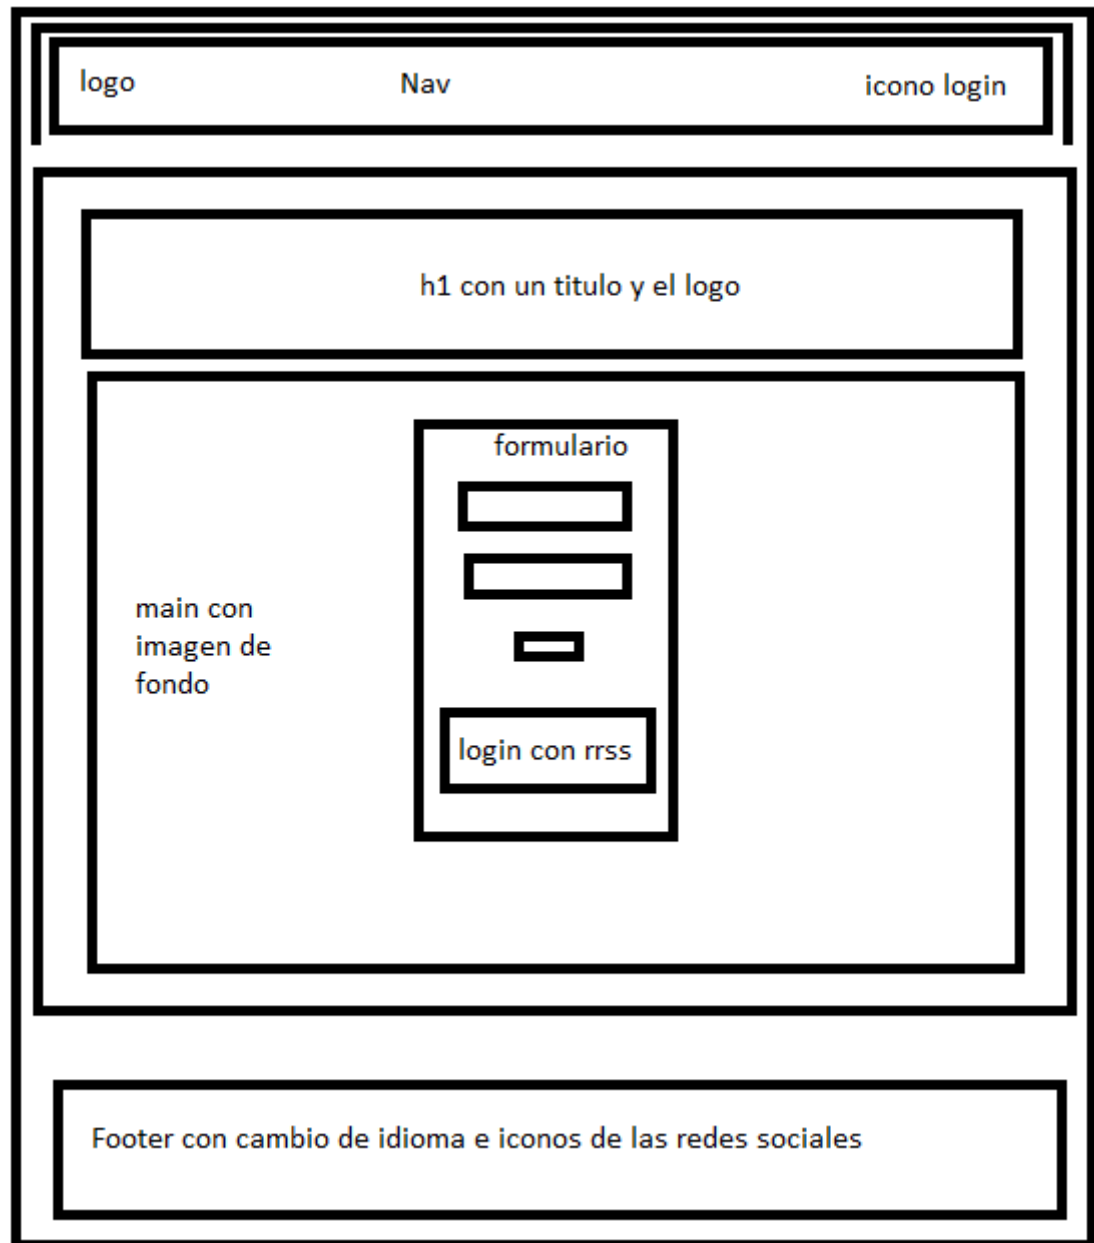 logo
Nav
icono login
h1 con un titulo y el logo
formulario
main con
imagen de
fondo
login con rrss
Footer con cambio de idioma e iconos de las redes sociales